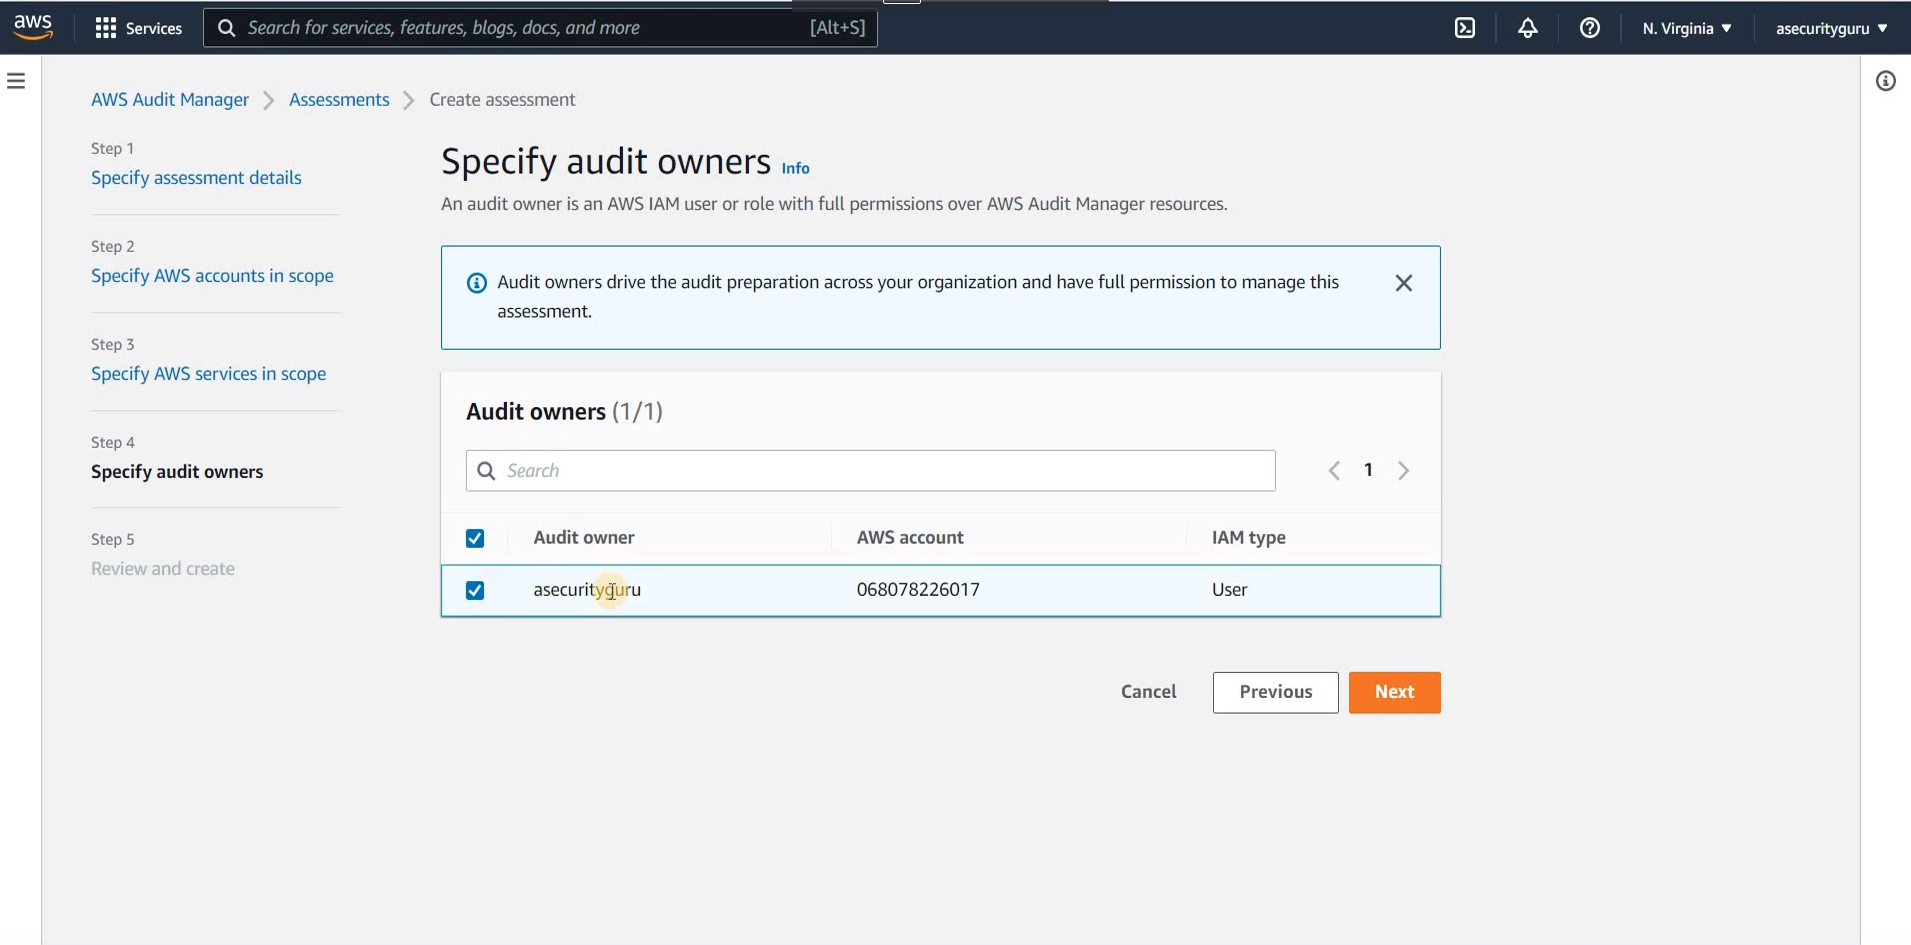 aws
Services
Search for services, features, blogs, docs, and more
[Alt+S]
N. Virginia
asecurityguru
AWS Audit Manager
Assessments
Create assessment
Step 1
Specify assessment details
Step 2
Specify AWS accounts in scope
Step 3
Specify AWS services in scope
Step 4
Specify audit owners
Step 5
Review and create
Specify audit owners Info
An audit owner is an AWS IAM user or role with full permissions over AWS Audit Manager resources.
Audit owners drive the audit preparation across your organization and have full permission to manage this
assessment.
Audit owners (1/1)
Search
1
Audit owner
AWS account
IAM type
asecurityguru
068078226017
User
Cancel
Previous
Next